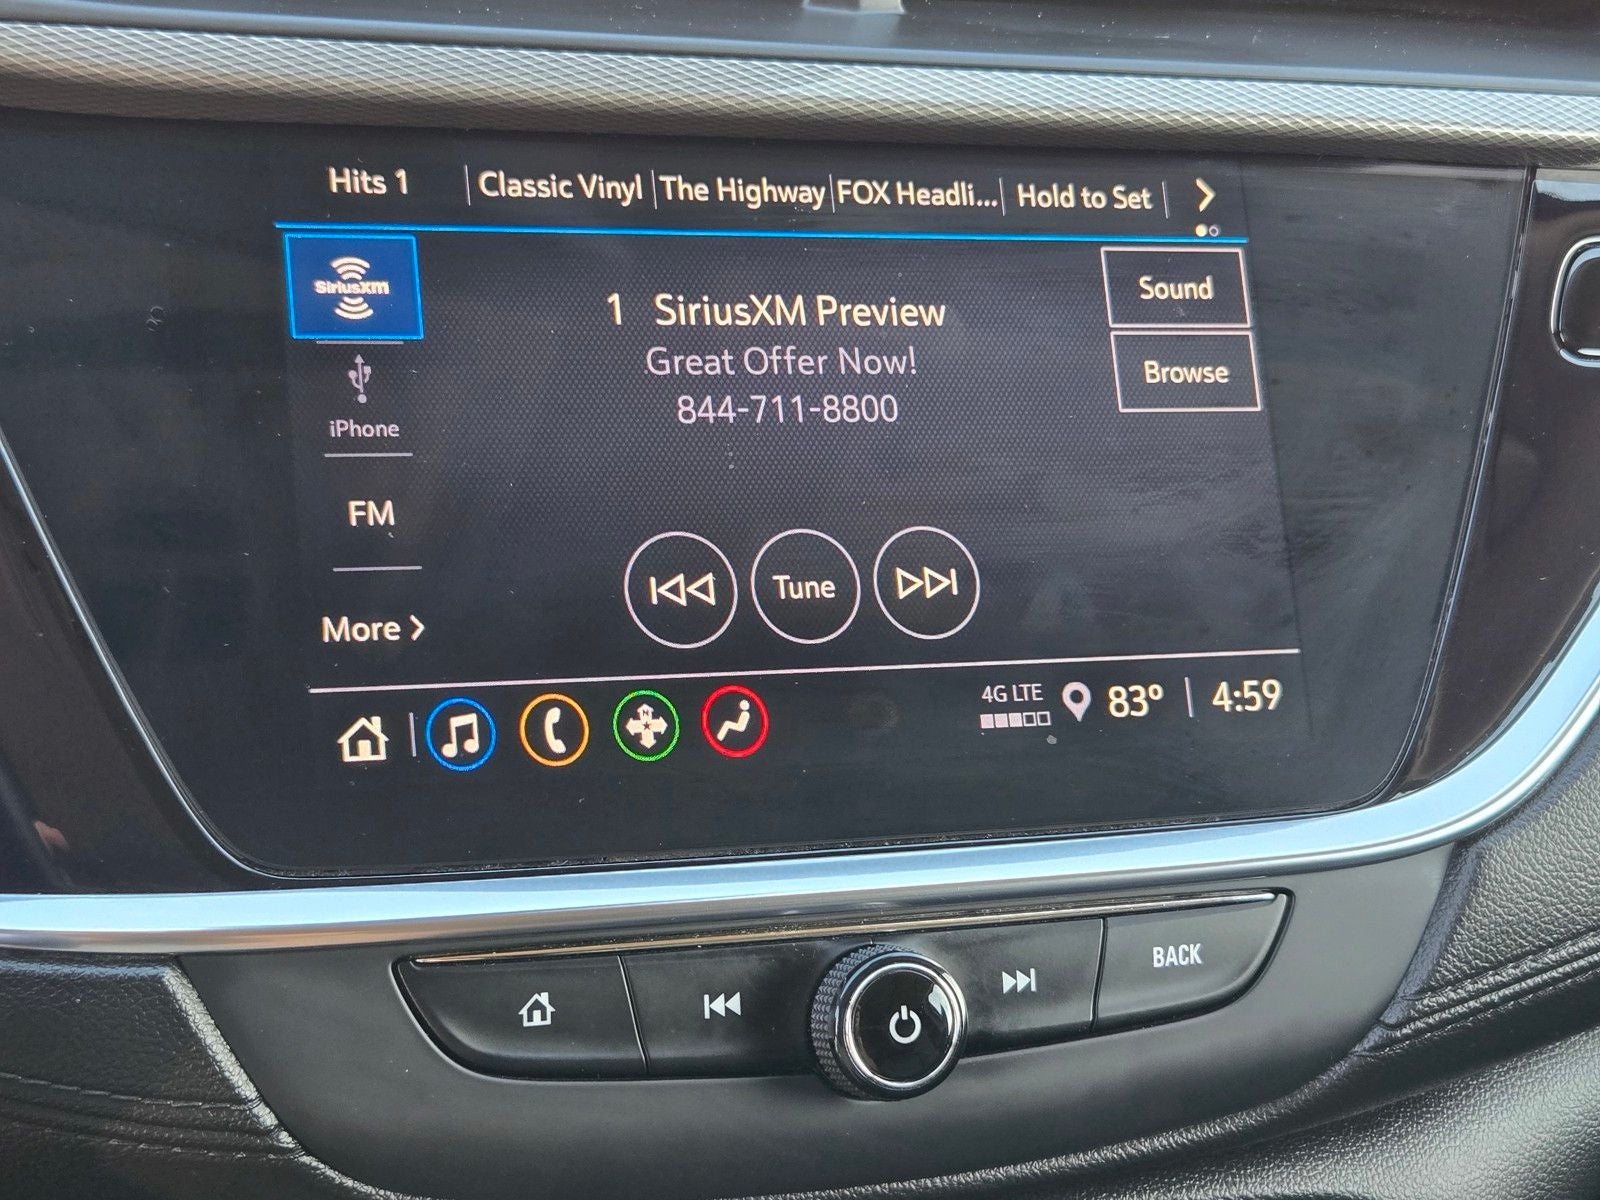 Hits 1 Classic Vinyl The Highway FOX Headli... Hold to Set
SiriusXM
1 SiriusXM Preview
Sound
Great Offer Now!
Browse
844-711-8800
iPhone
FM
Tune
More
N
4G LTE
83° 4:59
BACK